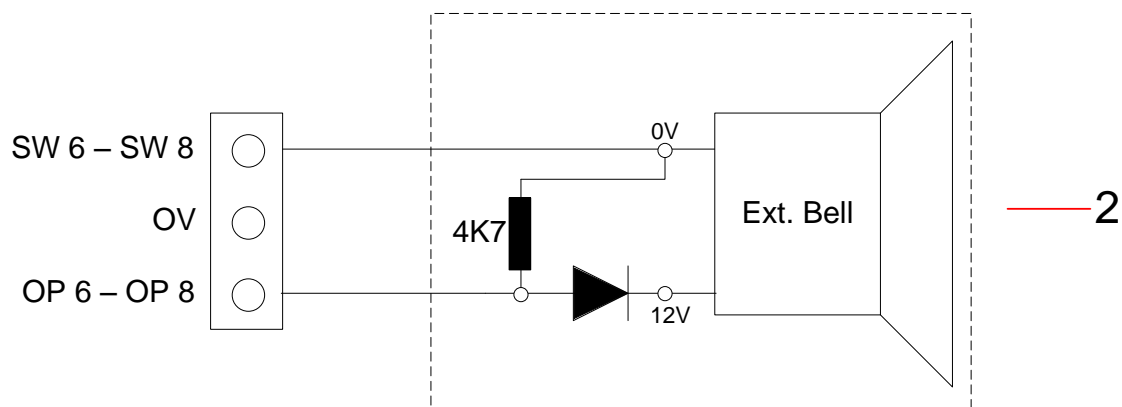 SW 6 – SW 8
0V
4K7
Ext. Bell
2
OV
OP 6 – OP 8
12V